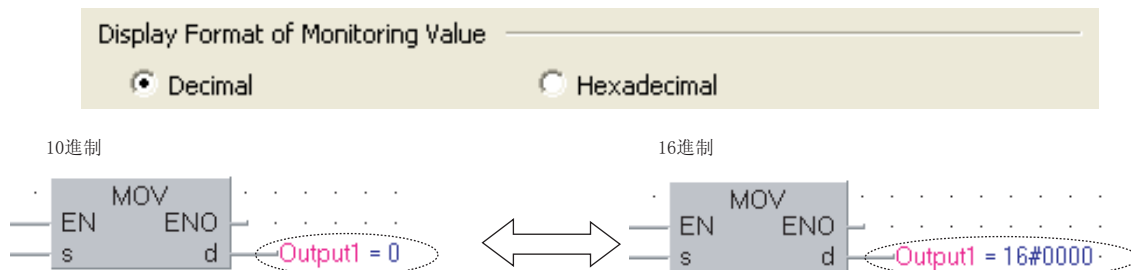 Display Format of Monitoring Value
Decimal
Hexadecimal
10進制
16進制
MOV
EN ENO
s d
Output1 = 0
MOV
EN ENO
s d
Output1 = 16#0000